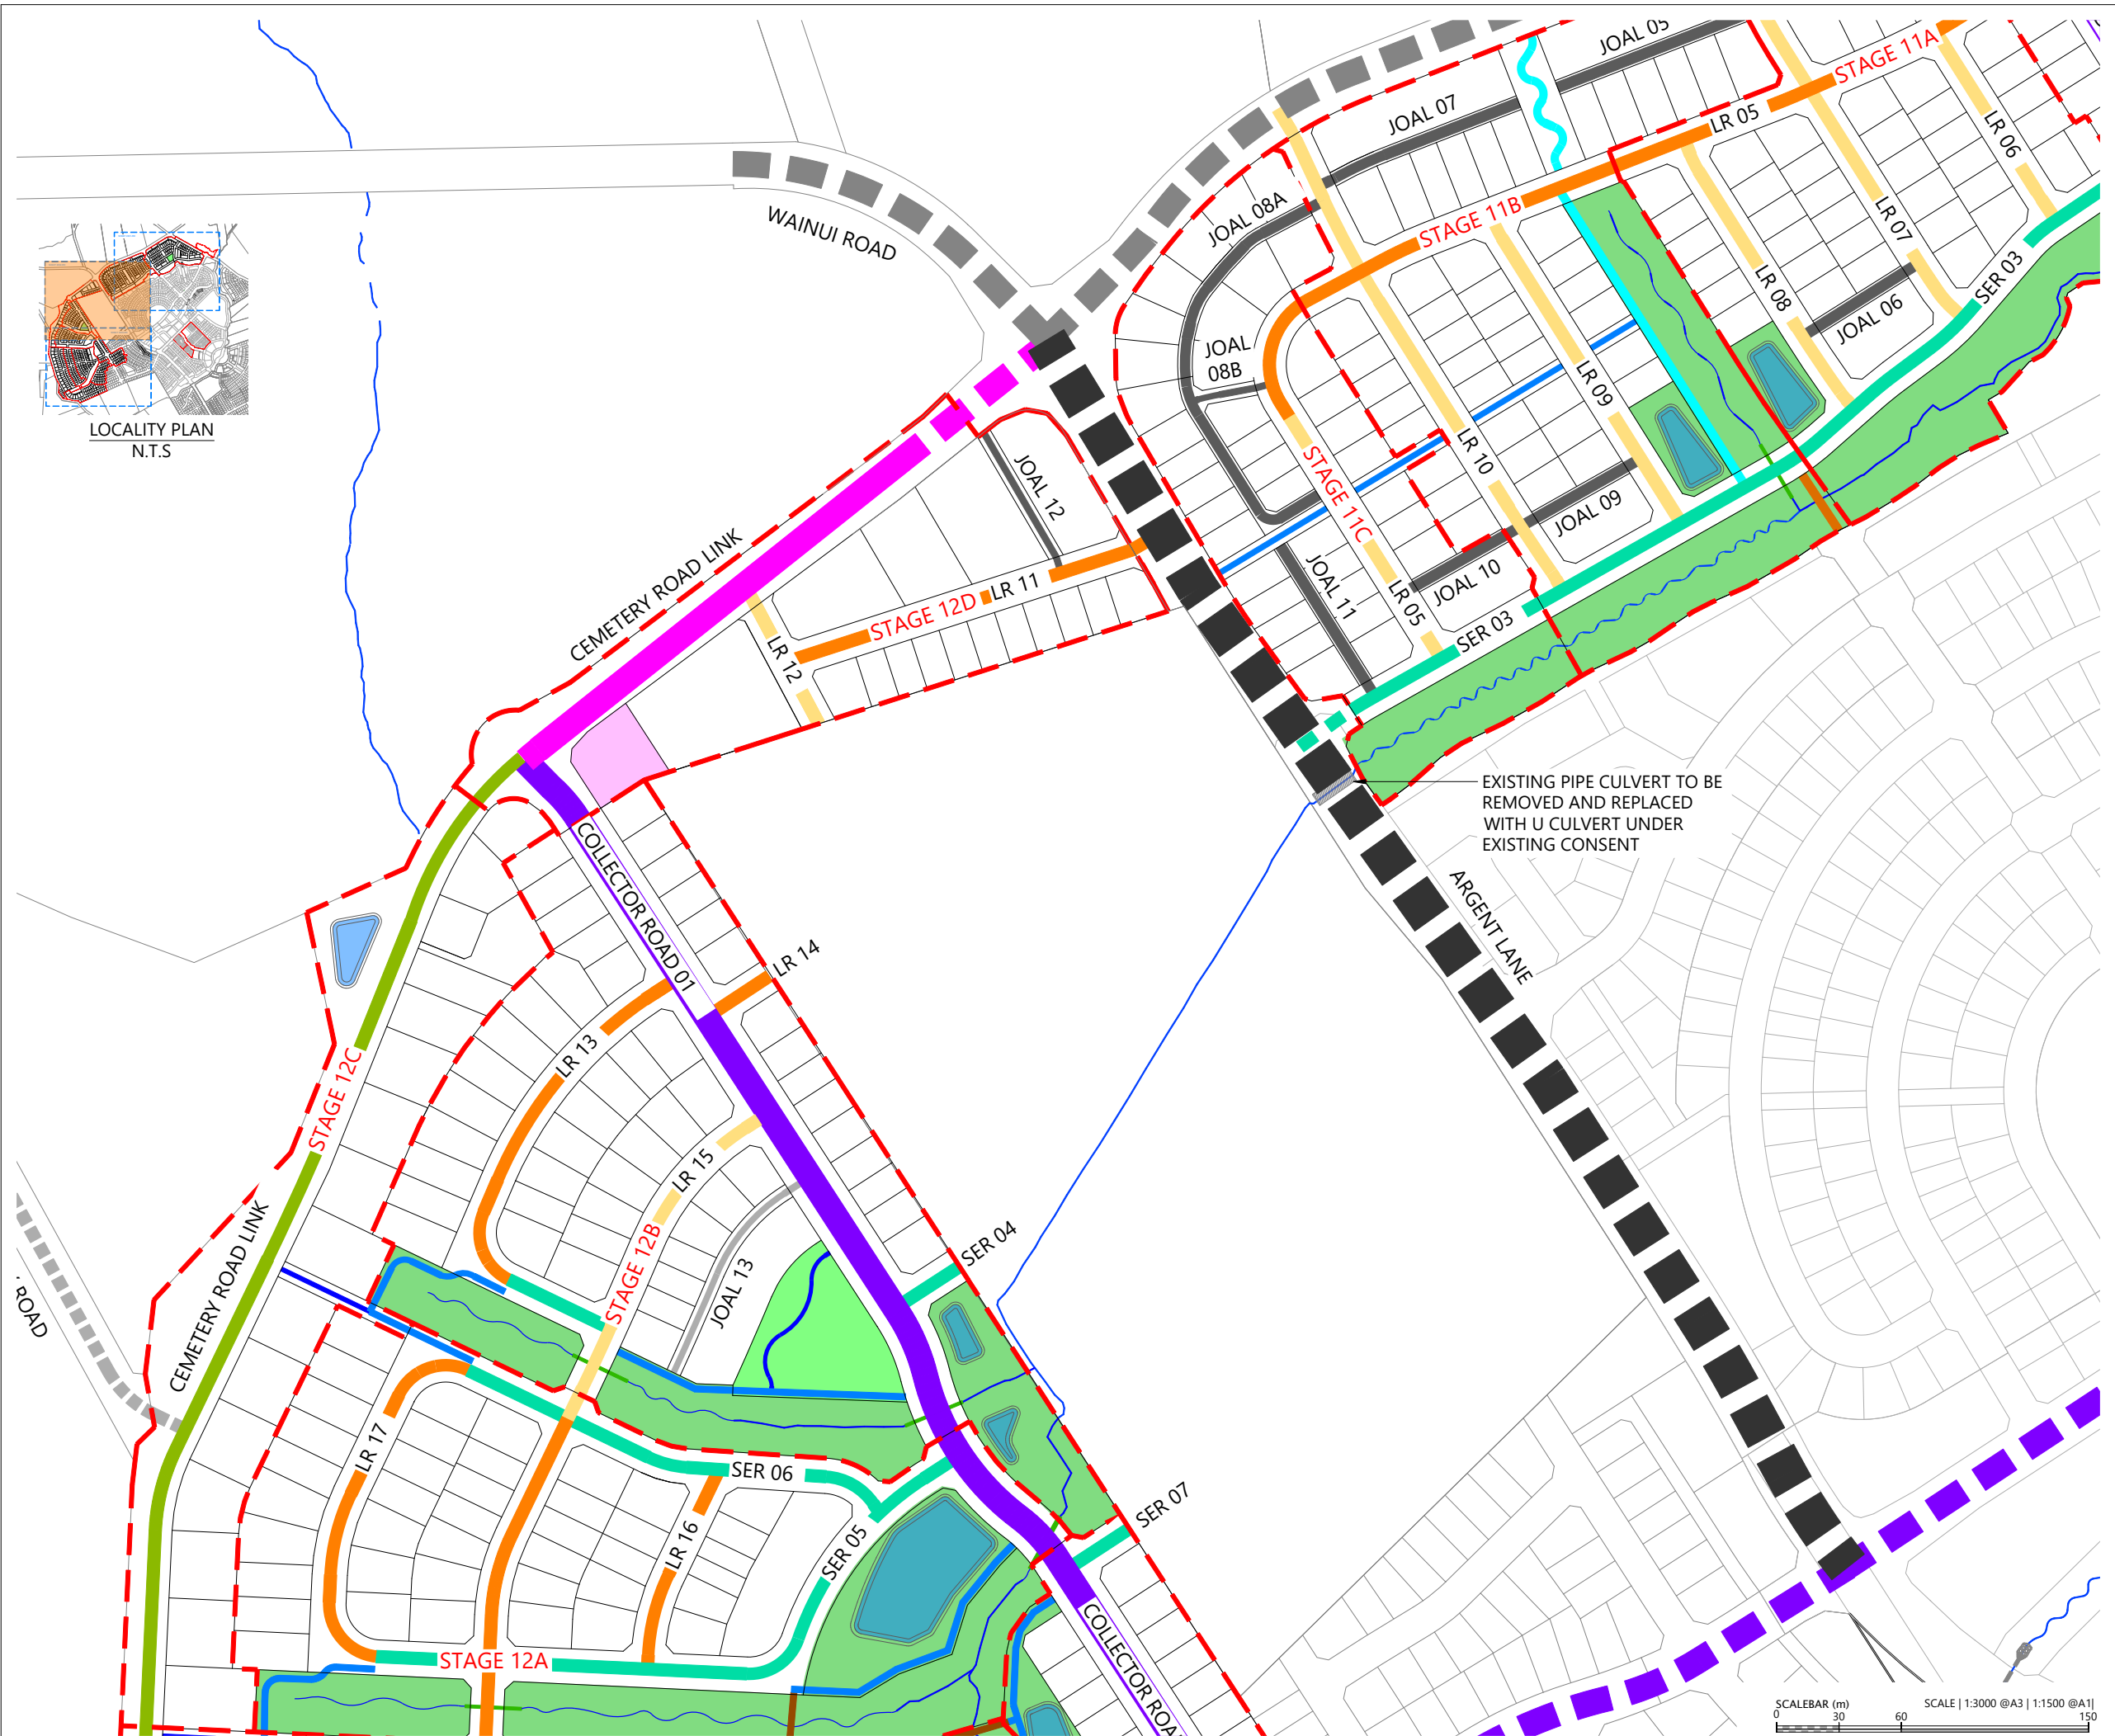 JOAL 05
STAGE 11A
JOAL 07
LR 05
LR 06
JOAL 08A
STAGE 11B
LR 07
WAINUI ROAD
LR 08
SER 03
JOAL 06
JOAL
08B
LR 09
LOCALITY PLAN
N.T.S
JOAL 12
LR 10
STAGE 11C
JOAL 09
CEMETERY ROAD LINK
JOAL 11
JOAL 10
LR 05
LR 11
STAGE 12D
SER 03
LR 12
EXISTING PIPE CULVERT TO BE
REMOVED AND REPLACED
WITH U CULVERT UNDER
EXISTING CONSENT
COLLECTOR ROAD 01
ARGENT LANE
LR 14
LR 13
STAGE 12C
LR 15
STAGE 12B
SER 04
JOAL 13
CEMETERY ROAD LINK
ROAD
LR 17
SER 06
SER 07
LR 16
SER 05
STAGE 12A
COLLECTOR ROA
SCALEBAR (m)
SCALE | 1:3000 @A3 | 1:1500 @A1|
0 30 60 150